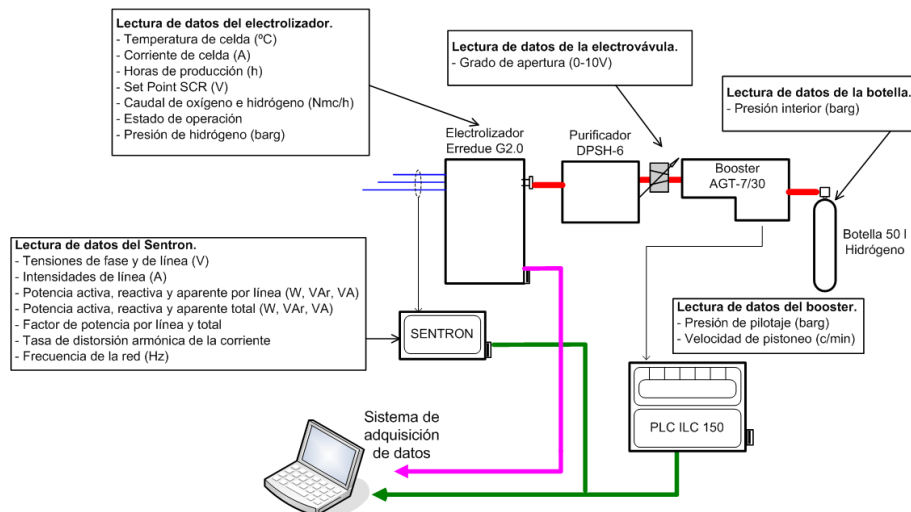 Lectura de datos del electrolizador.
- Temperatura de celda (ºC)
- Corriente de celda (A)
- Horas de producción (h)
- Set Point SCR (V)
- Caudal de oxígeno e hidrógeno (Nmc/h)
- Estado de operación
- Presión de hidrógeno (barg)
Lectura de datos de la electrovávula.
- Grado de apertura (0-10V)
Lectura de datos de la botella.
- Presión interior (barg)
Electrolizador
Erredue G2.0
Purificador
DPSH-6
Booster
AGT-7/30
Botella 50 l
Hidrógeno
Lectura de datos del Sentron.
- Tensiones de fase y de línea (V)
- Intensidades de línea (A)
- Potencia activa, reactiva y aparente por línea (W, VAr, VA)
- Potencia activa, reactiva y aparente total (W, VAr, VA)
- Factor de potencia por línea y total
- Tasa de distorsión armónica de la corriente
- Frecuencia de la red (Hz)
SENTRON
Lectura de datos del booster.
- Presión de pilotaje (barg)
- Velocidad de pistoneo (c/min)
PLC ILC 150
Sistema de
adquisición
de datos